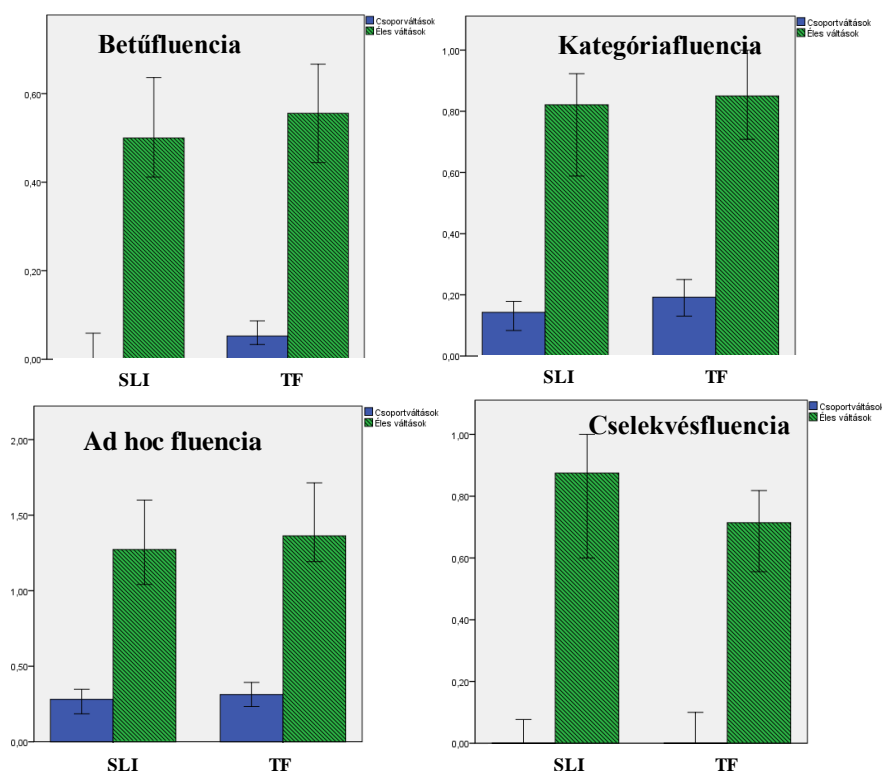 Betűfluencia
Csoportváltások
Éles váltások
0,60
0,40
0,20
0,00
SLI TF
Kategóriafluencia
Csoportváltások
Éles váltások
1,00
0,80
0,60
0,40
0,20
0,00
SLI TF
Ad hoc fluencia
Csoportváltások
Éles váltások
2,00
1,50
1,00
0,50
0,00
SLI TF
Cselekvésfluencia
Csoportváltások
Éles váltások
1,00
0,80
0,60
0,40
0,20
0,00
SLI TF